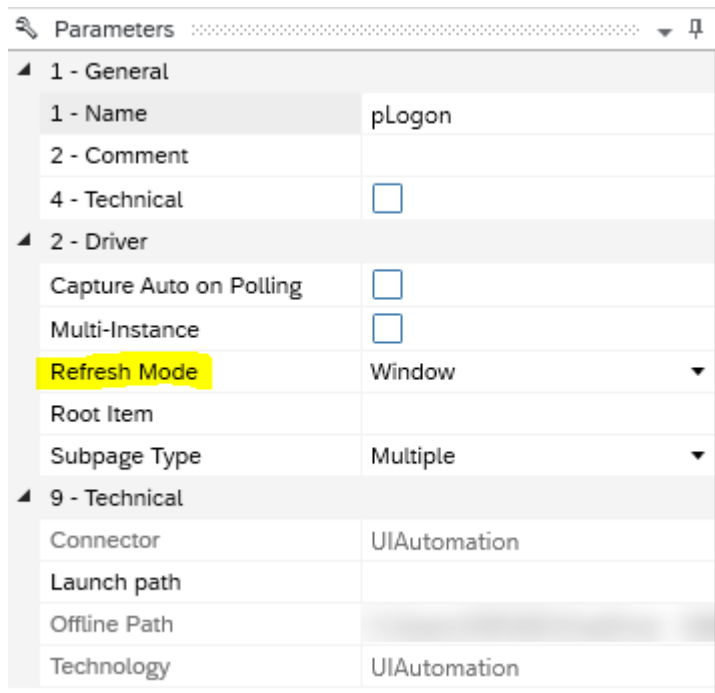 Parameters
1 - General
1 - Name pLogon
2 - Comment
4 - Technical
2 - Driver
Capture Auto on Polling
Multi-Instance
Refresh Mode Window
Root Item
Subpage Type Multiple
9 - Technical
Connector UIAutomation
Launch path
Offline Path
Technology UIAutomation